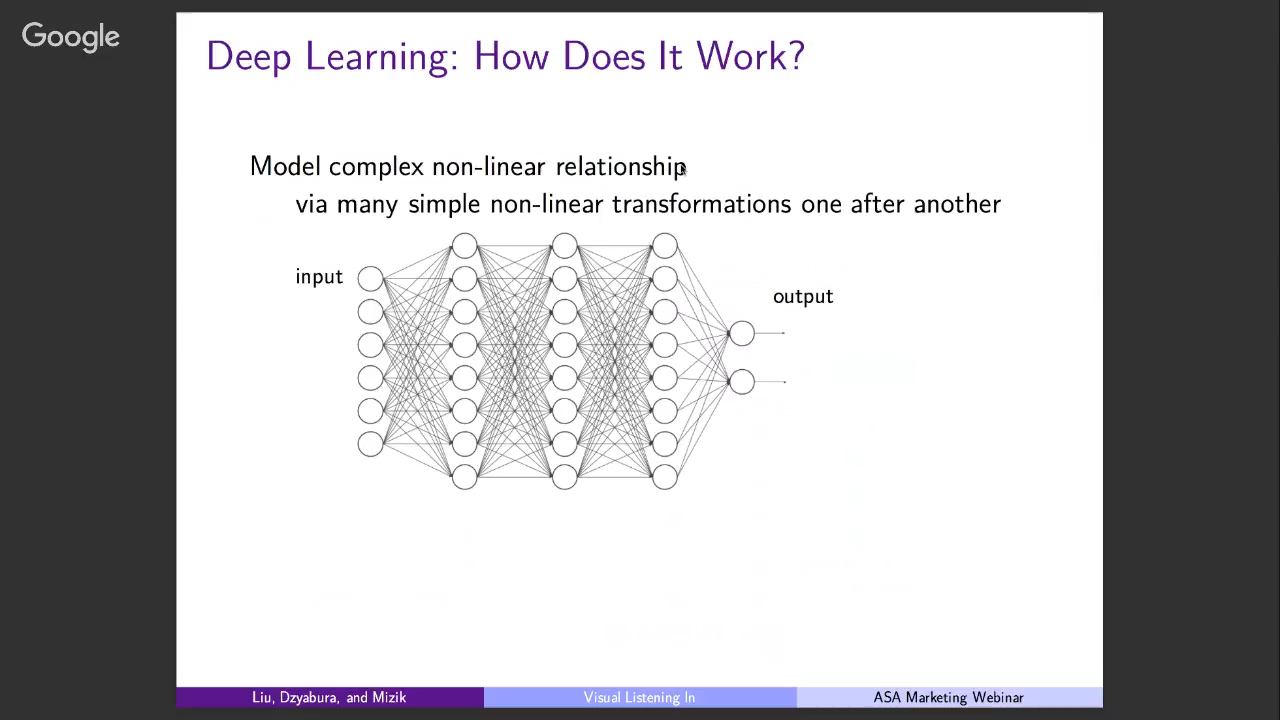 Google
Deep Learning: How Does It Work?
Model complex non-linear relationship
via many simple non-linear transformations one after another
input
output
Liu, Dzyabura, and Mizik
Visual Listening In
ASA Marketing Webinar